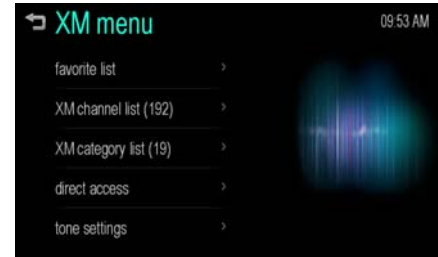 XM menu
09:53 AM
favorite list
XM channel list (192)
XM category list (19)
direct access
tone settings